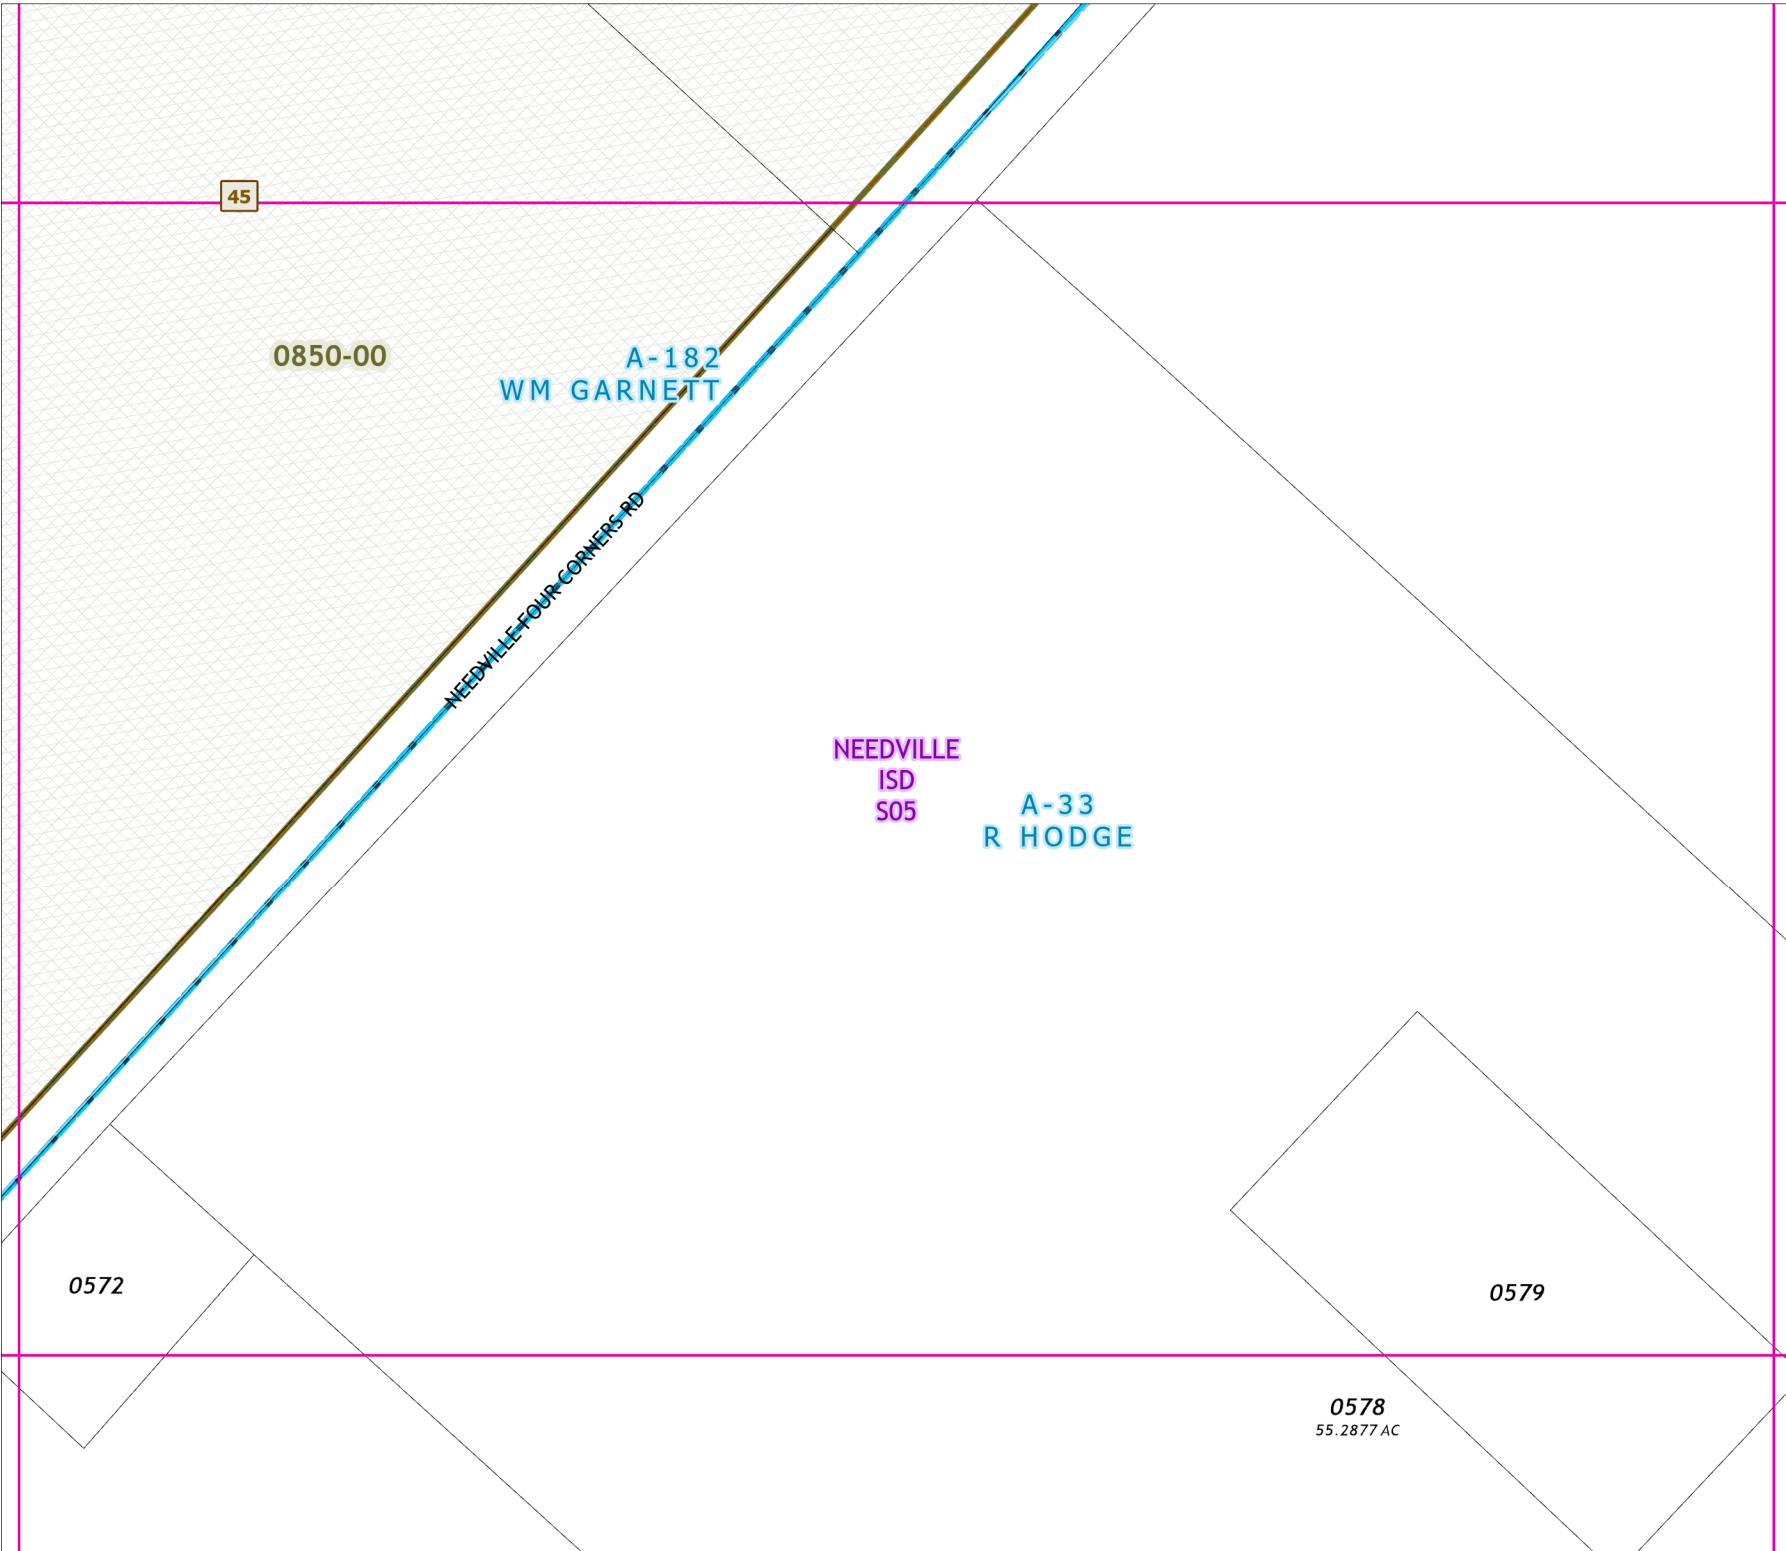 45
0850-00
A-182
WM GARNETT
NEEDVILLE FOUR CORNERS RD
NEEDVILLE
ISD
S05
A-33
R HODGE
0572
0579
0578
55.2877 AC